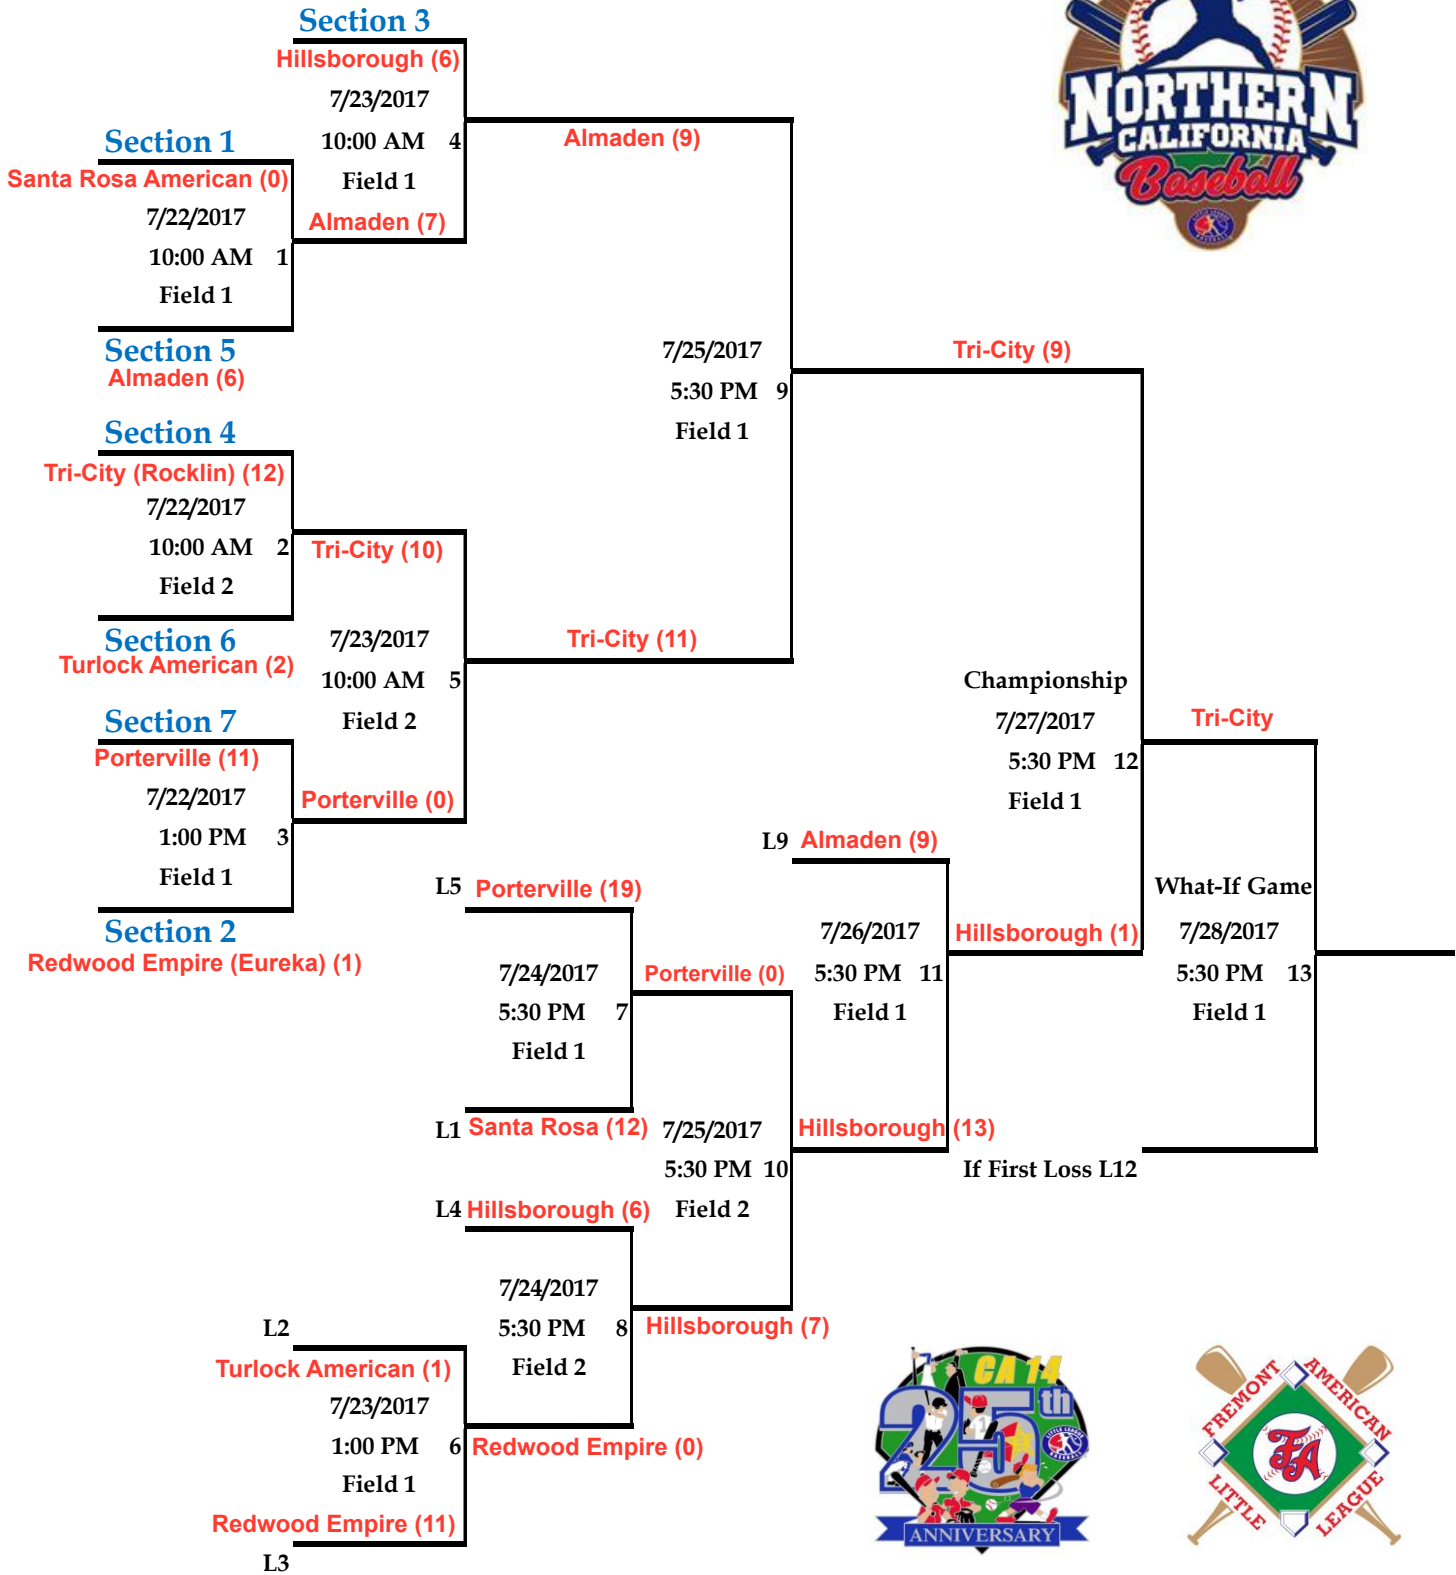 Section 3
Hillsborough (6)
7/23/2017
10:00 AM 4
Field 1
Almaden (7)
NORTHERN
CALIFORNIA
Baseball
LITTLE LEAGUE
BASEBALL
Section 1
Santa Rosa American (0)
7/22/2017
10:00 AM 1
Field 1
Section 5
Almaden (6)
Almaden (9)
7/25/2017
5:30 PM 9
Field 1
Tri-City (9)
Section 4
Tri-City (Rocklin) (12)
7/22/2017
10:00 AM 2
Field 2
Section 6
Turlock American (2)
Tri-City (10)
7/23/2017
10:00 AM 5
Field 2
Porterville (0)
Tri-City (11)
Section 7
Porterville (11)
7/22/2017
1:00 PM 3
Field 1
Section 2
Redwood Empire (Eureka) (1)
Championship
7/27/2017
5:30 PM 12
Field 1
Tri-City
L9 Almaden (9)
7/26/2017
5:30 PM 11
Field 1
Hillsborough (1)
What-If Game
7/28/2017
5:30 PM 13
Field 1
L5 Porterville (19)
7/24/2017
5:30 PM 7
Field 1
L1 Santa Rosa (12)
Porterville (0)
7/25/2017
5:30 PM 10
Field 2
Hillsborough (13)
If First Loss L12
L4 Hillsborough (6)
7/24/2017
5:30 PM 8
Field 2
Hillsborough (7)
L2
Turlock American (1)
7/23/2017
1:00 PM 6
Field 1
Redwood Empire (11)
L3
Redwood Empire (0)
CA 14
25th
LITTLE LEAGUE
BASEBALL
ANNIVERSARY
FREMONT AMERICAN
FA
LITTLE LEAGUE